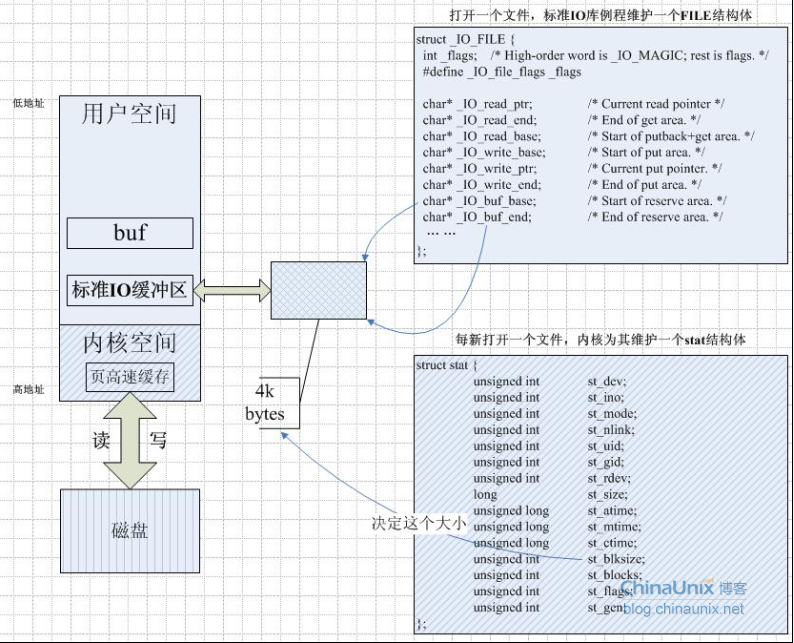 打开一个文件，标准IO库例程维护一个FILE结构体
struct _IO_FILE {
int _flags; /* High-order word is _IO_MAGIC; rest is flags. */
#define _IO_file_flags _flags
char* _IO_read_ptr; /* Current read pointer */
char* _IO_read_end; /* End of get area. */
char* _IO_read_base; /* Start of putback+get area. */
char* _IO_write_base; /* Start of put area. */
char* _IO_write_ptr; /* Current put pointer. */
char* _IO_write_end; /* End of put area. */
char* _IO_buf_base; /* Start of reserve area. */
char* _IO_buf_end; /* End of reserve area. */
... ...
};
低地址
用户空间
buf
标准IO缓冲区
内核空间
页高速缓存
高地址
读 写
磁盘
4k
bytes
决定这个大小
每新打开一个文件，内核为其维护一个stat结构体
struct stat {
unsigned int st_dev;
unsigned int st_ino;
unsigned int st_mode;
unsigned int st_nlink;
unsigned int st_uid;
unsigned int st_gid;
unsigned int st_rdev;
long st_size;
unsigned long st_atime;
unsigned long st_mtime;
unsigned long st_ctime;
unsigned int st_blksize;
unsigned int st_blocks;
unsigned int st_flags;
unsigned int st_gen;
};
ChinaUnix 博客
blog.chinaunix.net